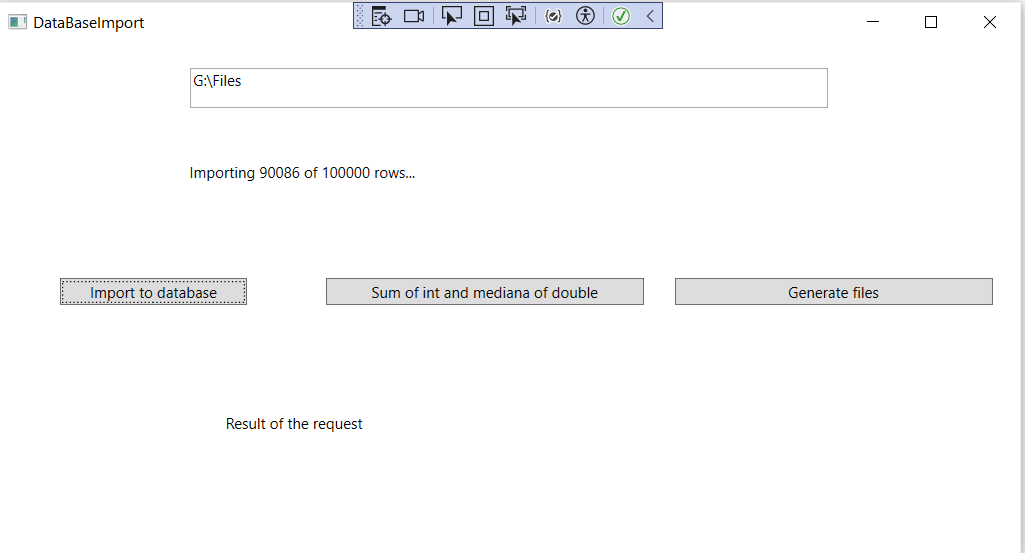 DataBaseImport
G:\Files
Importing 90086 of 100000 rows...
Import to database
Sum of int and mediana of double
Generate files
Result of the request